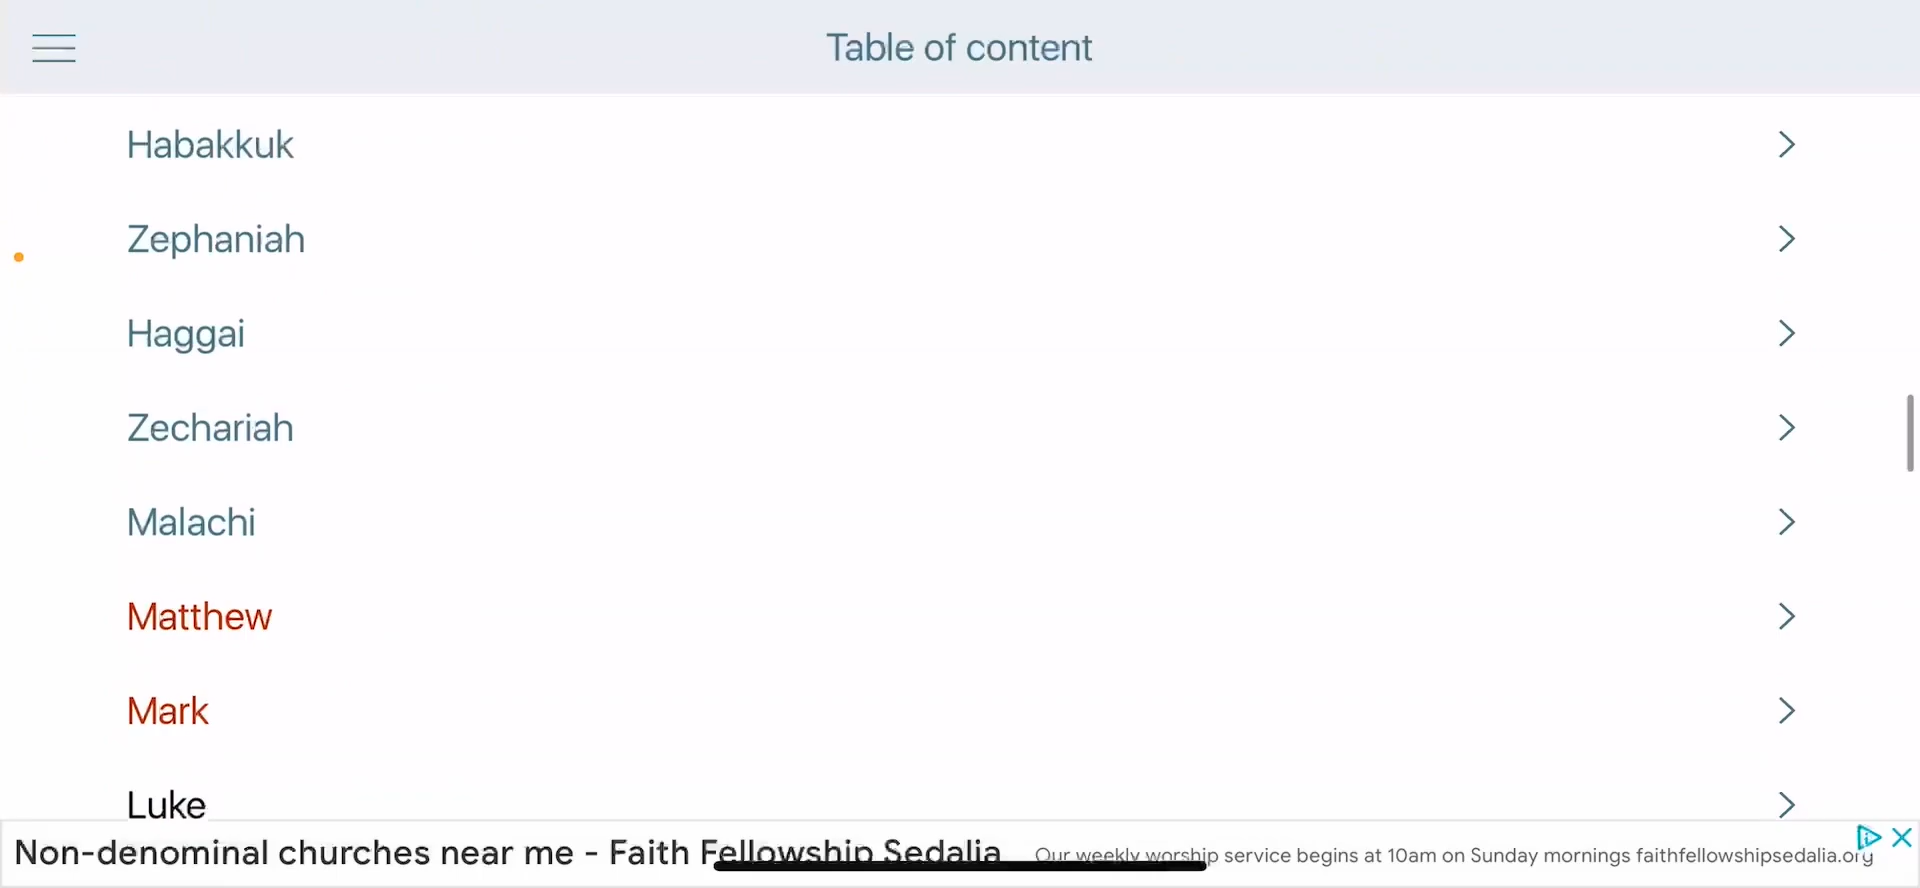 Table of content
Habakkuk
Zephaniah
Haggai
Zechariah
Malachi
Matthew
Mark
Luke
Non-denominal churches near me - Faith Fellowship Sedalia
Our weekly worship service begins at 10am on Sunday mornings faithfellowshipsedalia.org